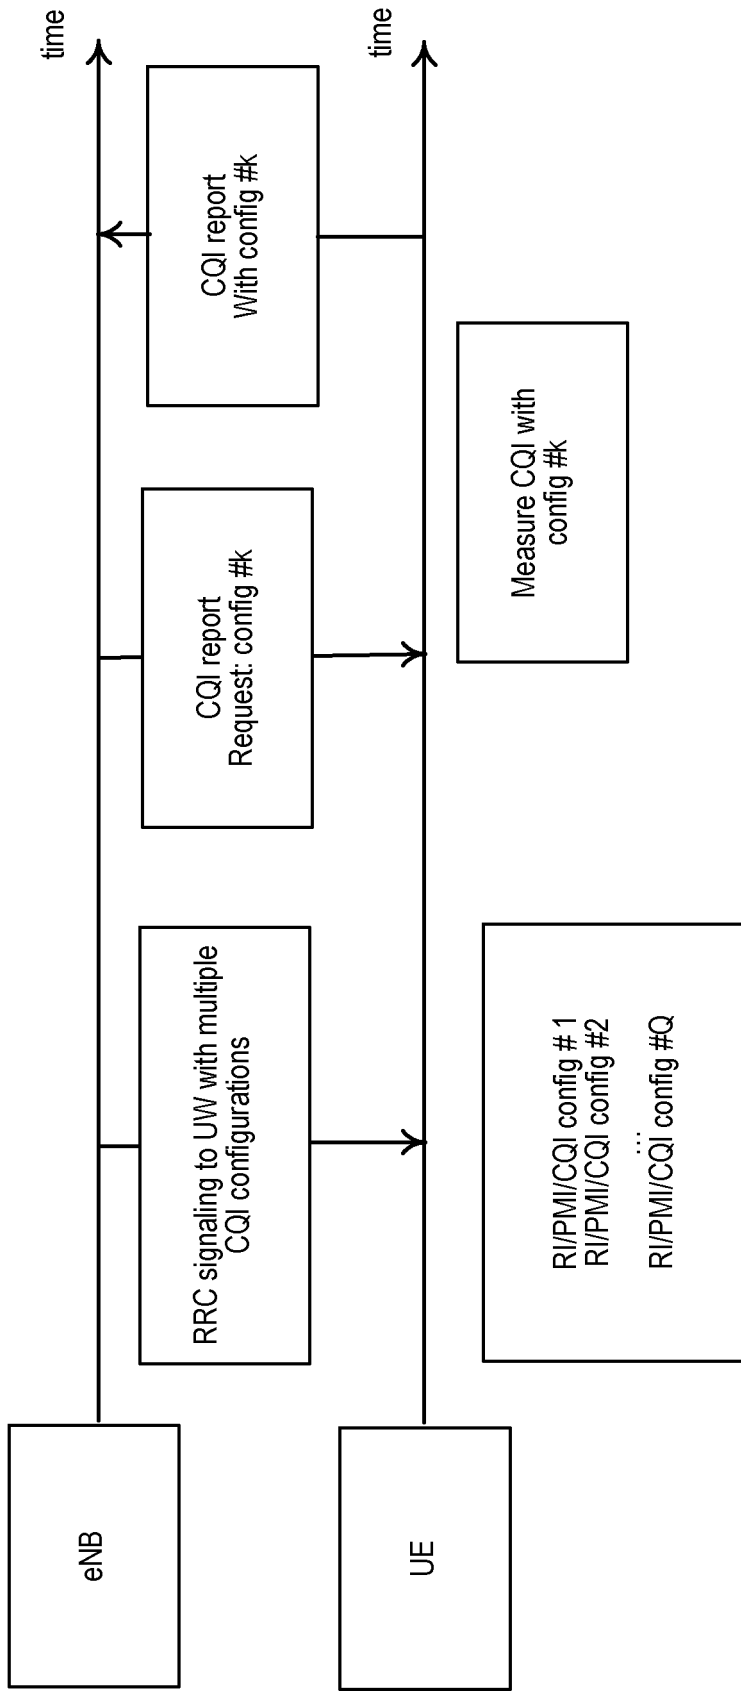 eNB
RRC signaling to UW with multiple
CQI configurations
CQI report
Request: config #k
CQI report
With config #k
time
UE
time
RI/PMI/CQI config # 1
RI/PMI/CQI config #2
...
RI/PMI/CQI config #Q
Measure CQI with
config #k